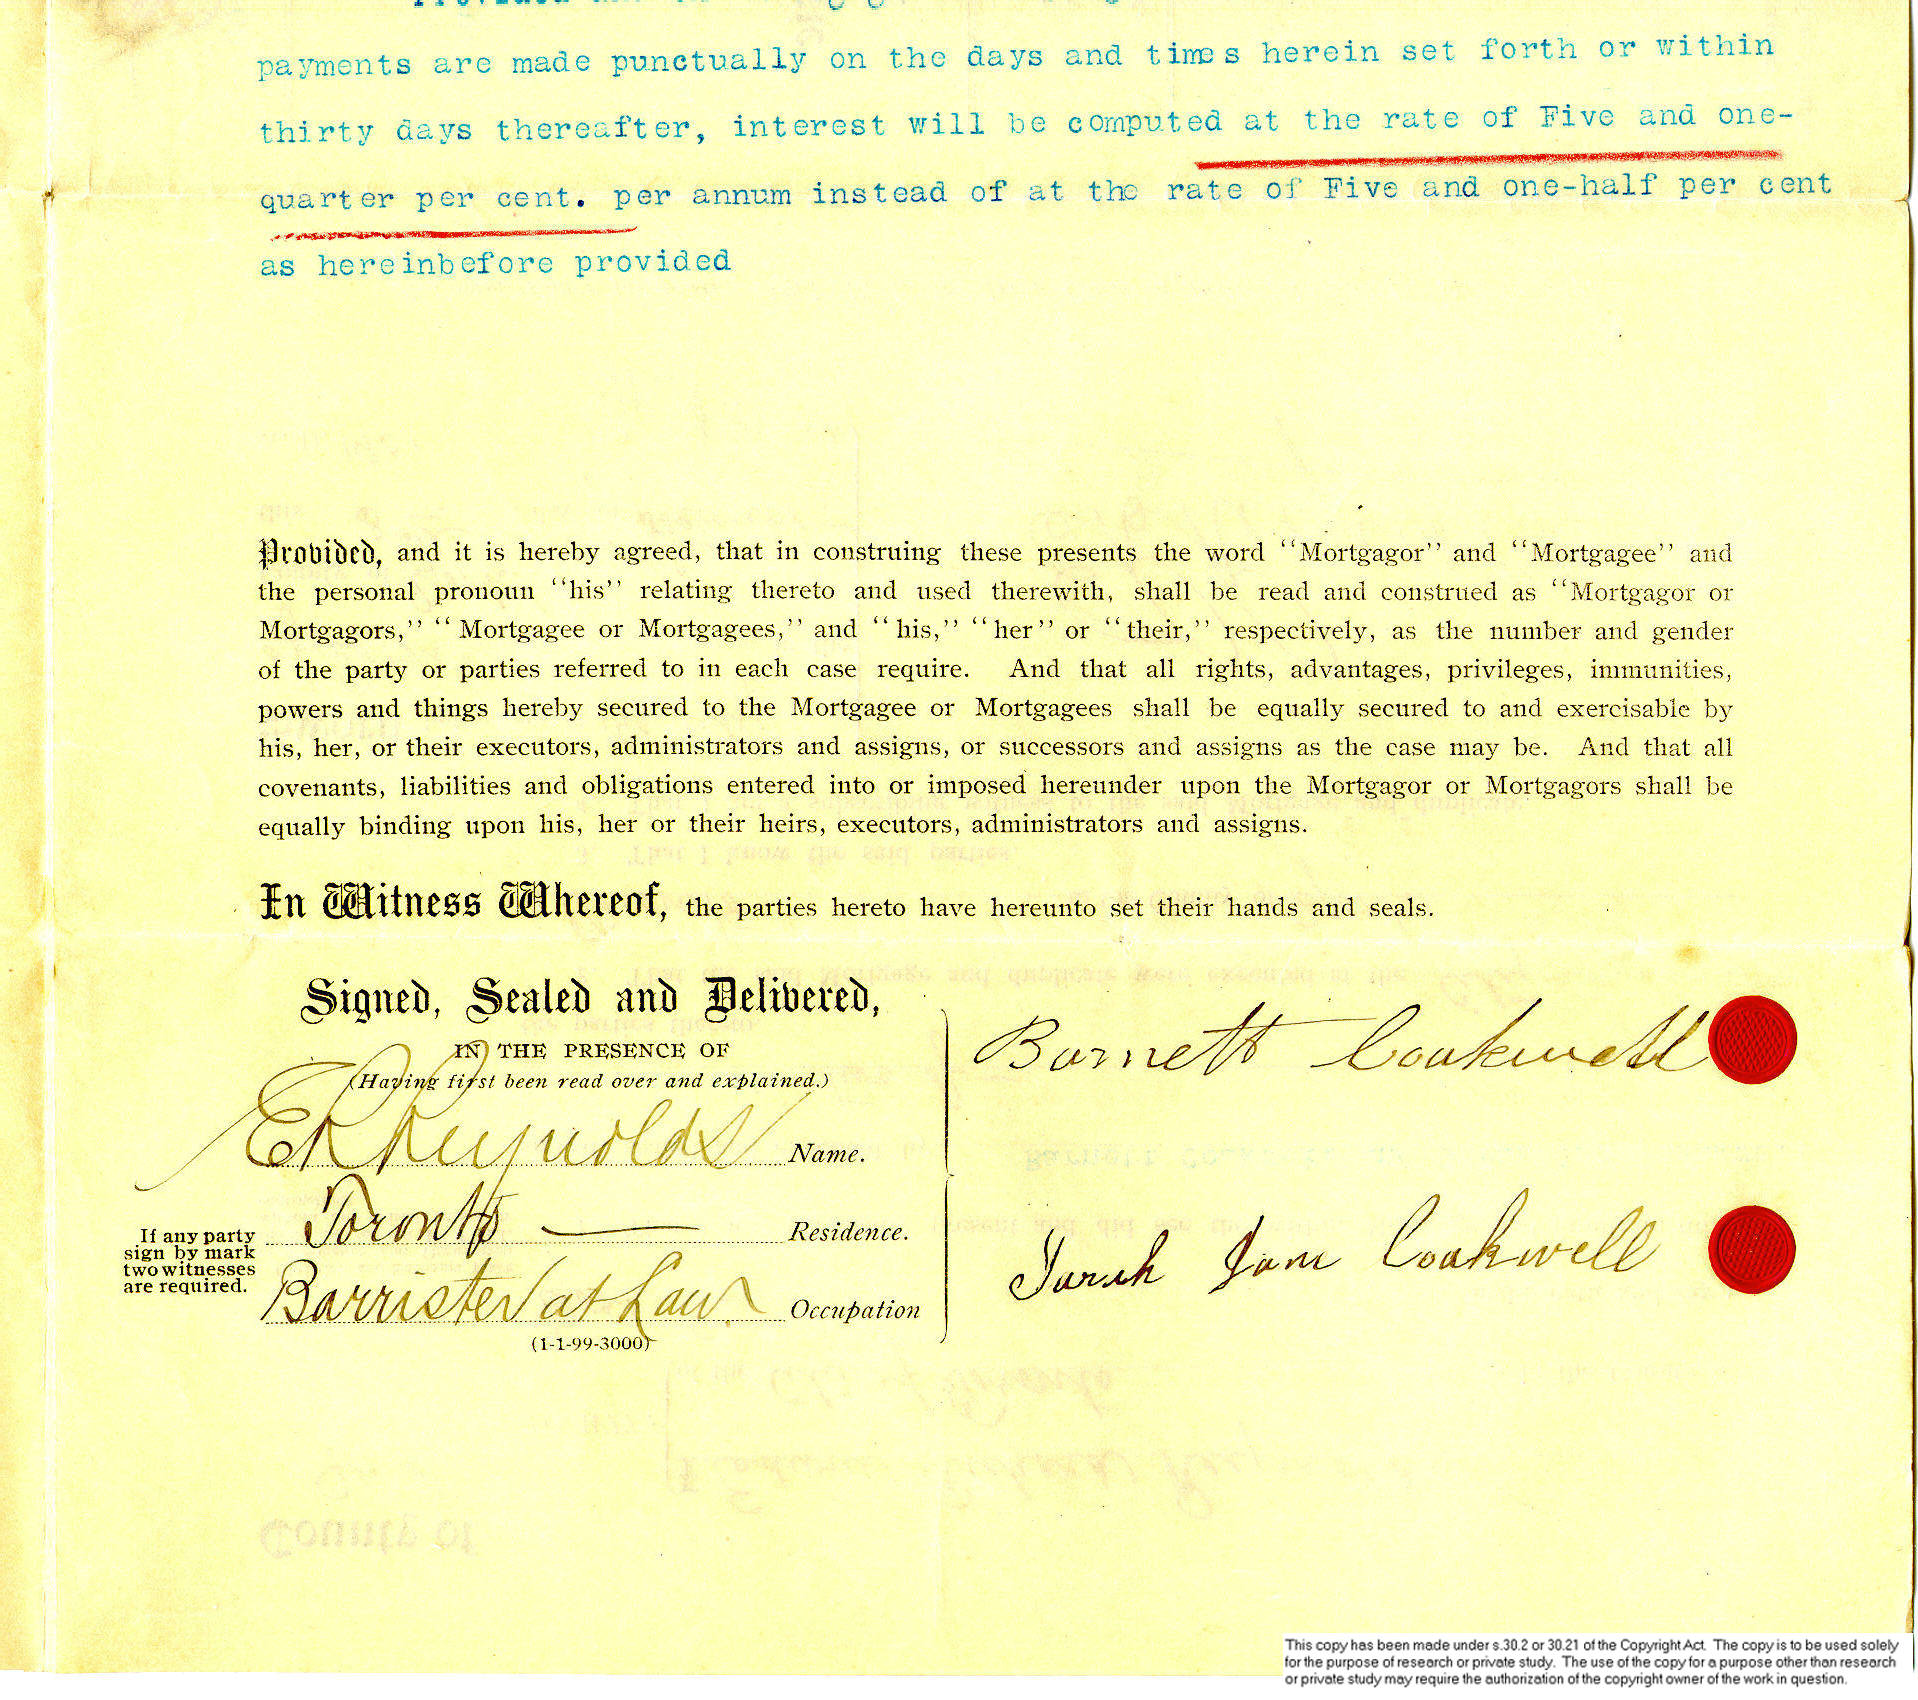 payments are made punctually on the days and times herein set forth or within
thirty days thereafter, interest will be computed at the rate of Five and one-
quarter per cent. per annum instead of at the rate of Five and one-half per cent
as hereinbefore provided
Provided, and it is hereby agreed, that in construing these presents the word “Mortgagor” and “Mortgagee” and
the personal pronoun “his” relating thereto and used therewith, shall be read and construed as “Mortgagor or
Mortgagors,” “Mortgagee or Mortgagees,” and “his,” “her” or “their,” respectively, as the number and gender
of the party or parties referred to in each case require. And that all rights, advantages, privileges, immunities,
powers and things hereby secured to the Mortgagee or Mortgagees shall be equally secured to and exercisable by
his, her, or their executors, administrators and assigns, or successors and assigns as the case may be. And that all
covenants, liabilities and obligations entered into or imposed hereunder upon the Mortgagor or Mortgagors shall be
equally binding upon his, her or their heirs, executors, administrators and assigns.
In Witness Whereof, the parties hereto have hereunto set their hands and seals.
Signed, Sealed and Delivered,
IN THE PRESENCE OF
(Having first been read over and explained.)
Barnett Coakwell
ER Reynolds Name.
Toronto Residence.
Sarah Jane Coakwell
If any party
sign by mark
two witnesses
are required.
Barrister at Law Occupation
(1-1-99-3000)
This copy has been made under s.30.2 or 30.21 of the Copyright Act. The copy is to be used solely
for the purpose of research or private study. The use of the copy for a purpose other than research
or private study may require the authorization of the copyright owner of the work in question.